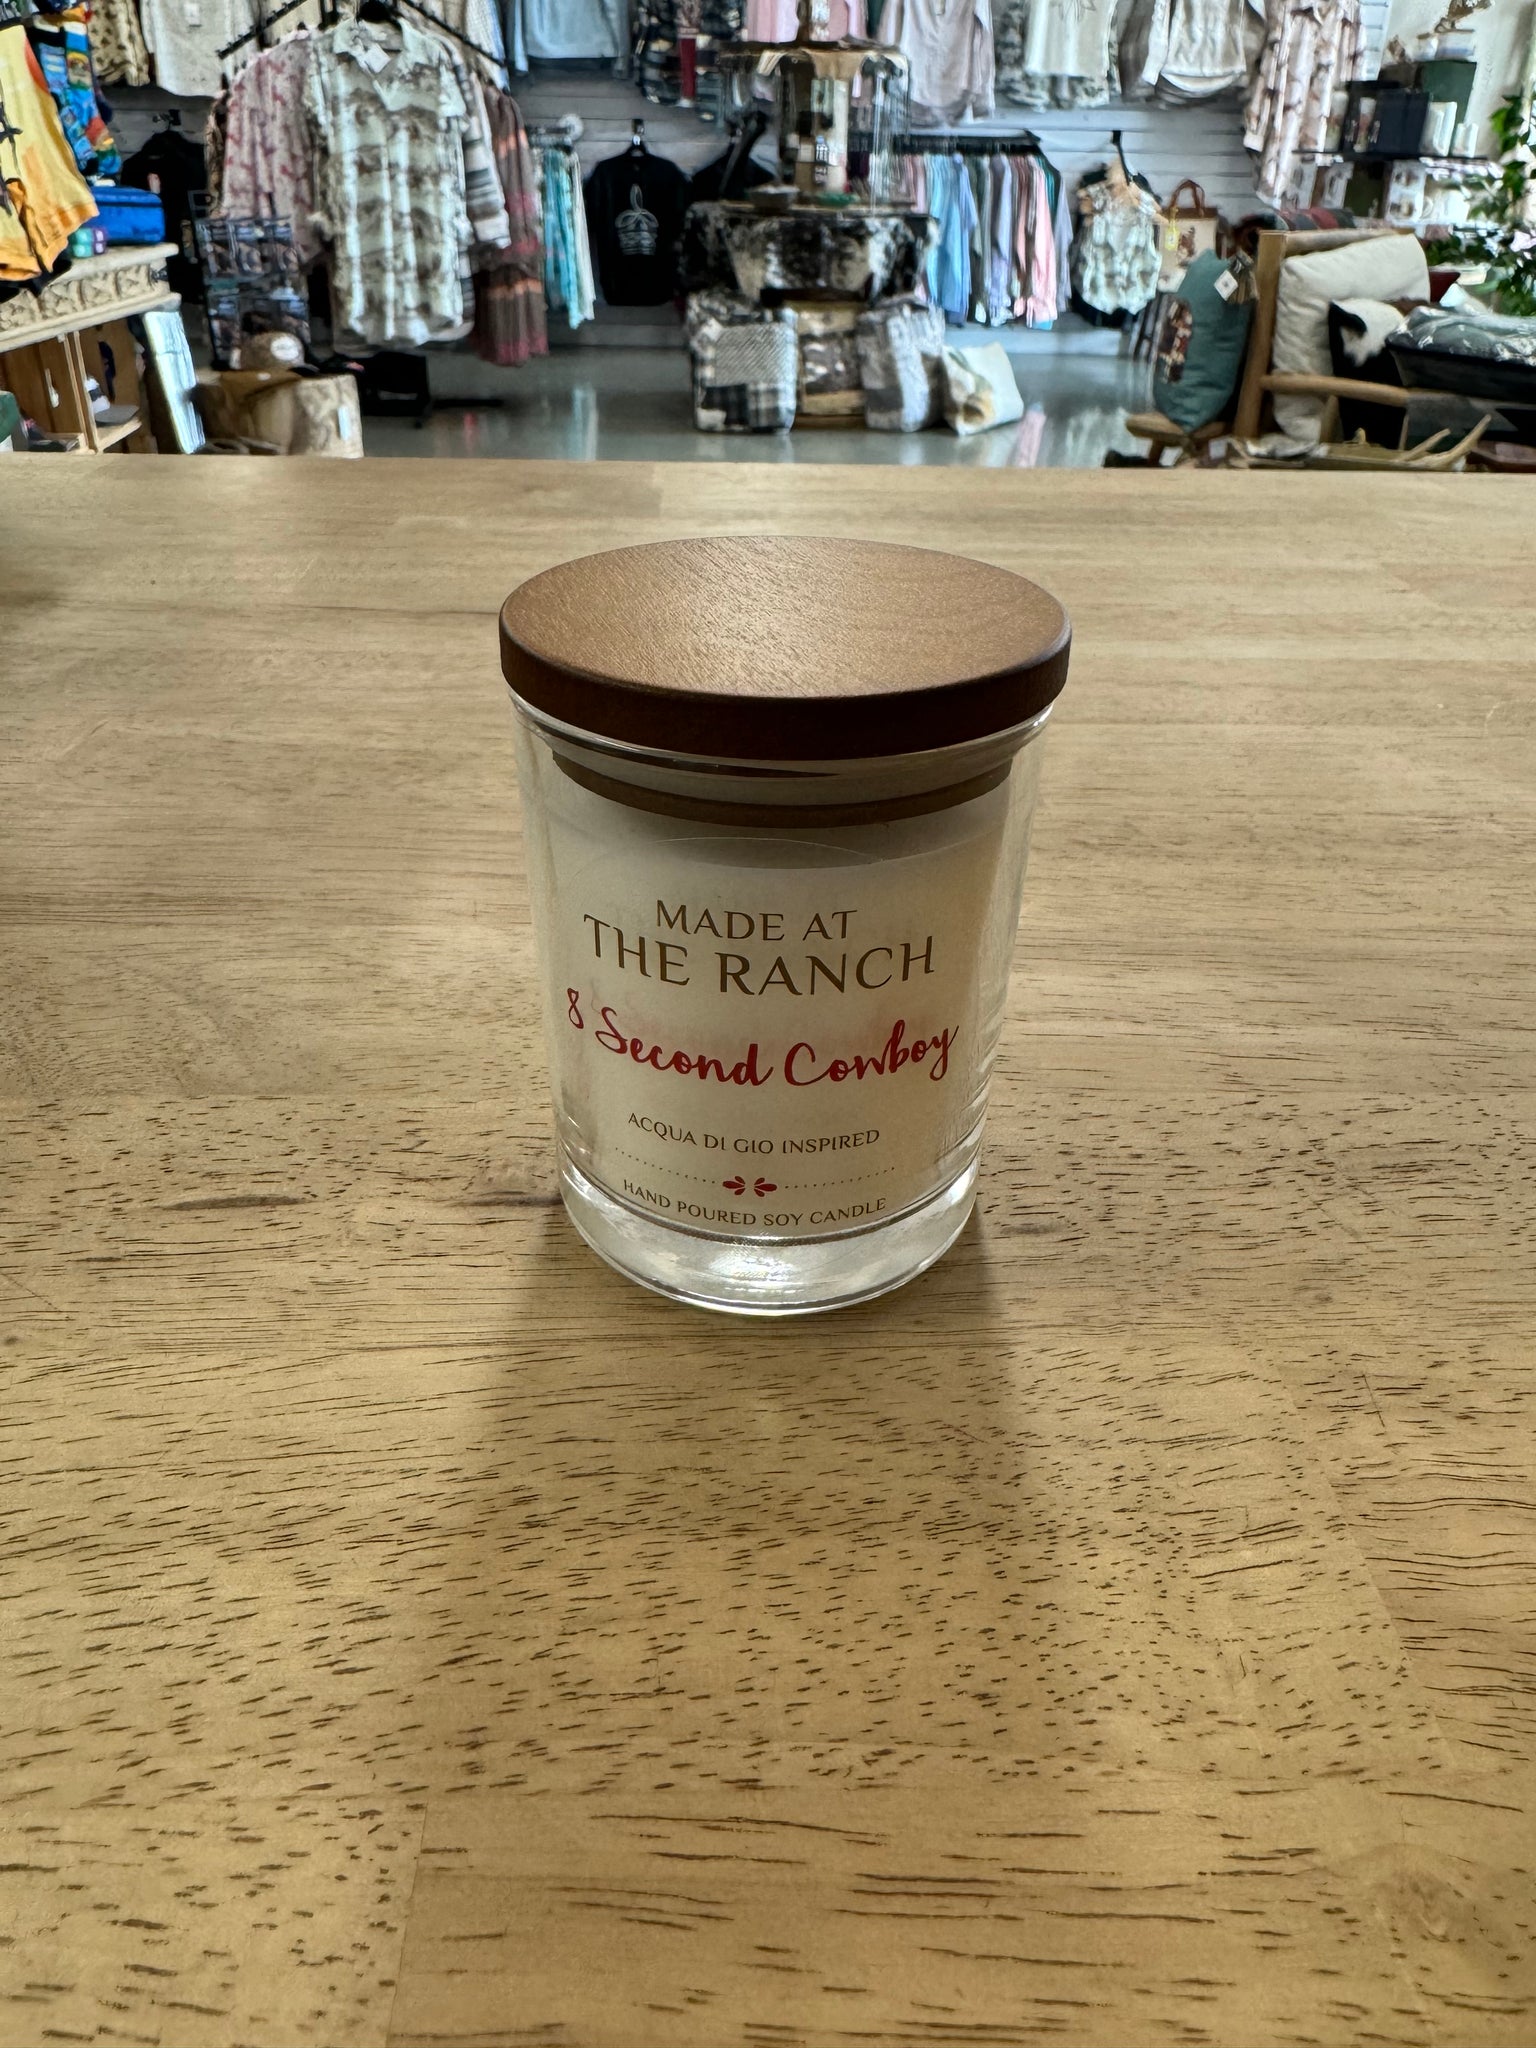 MADE AT
THE RANCH
8 Second Cowboy
ACQUA DI GIO INSPIRED
HAND POURED SOY CANDLE